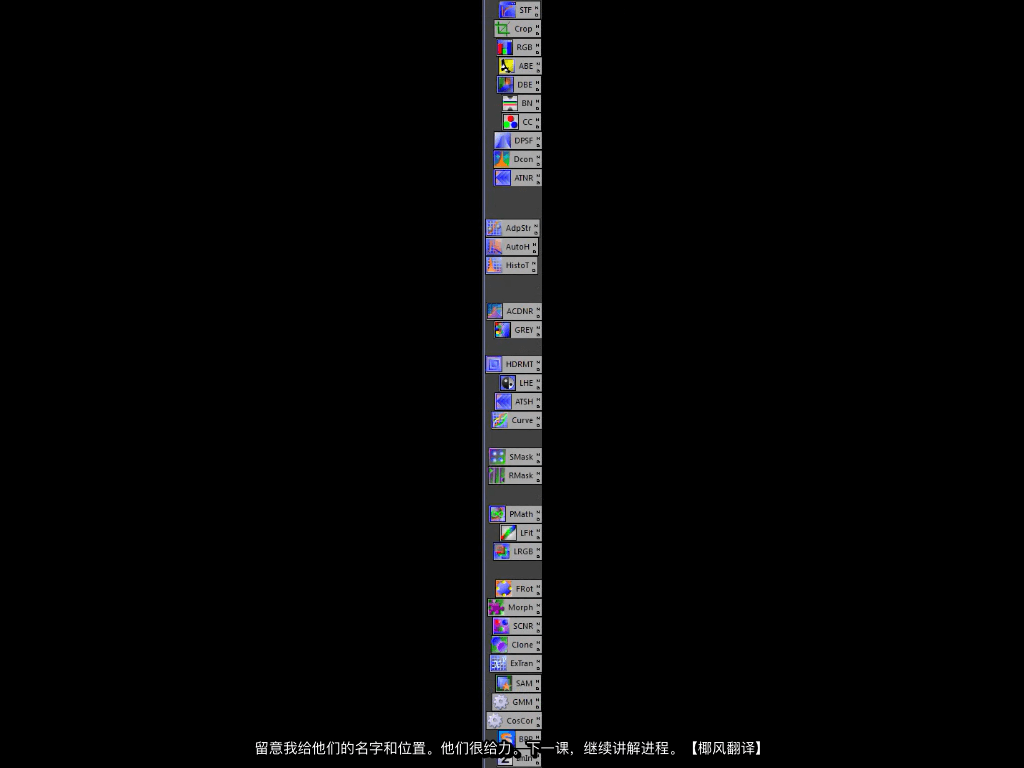 STF
Crop
RGB
ABE
DBE
BN
CC
DPSF
Dcon
ATNR
AdpStr
AutoH
HistoT
ACDNR
GREY
HDRMT
LHE
ATSH
Curve
SMask
RMask
PMath
LFit
LRGB
FRot
Morph
SCNR
Clone
ExTran
SAM
GMM
CosCor
留意我给他们的名字和位置。他们很给力。下一课，继续讲解进程。【椰风翻译】